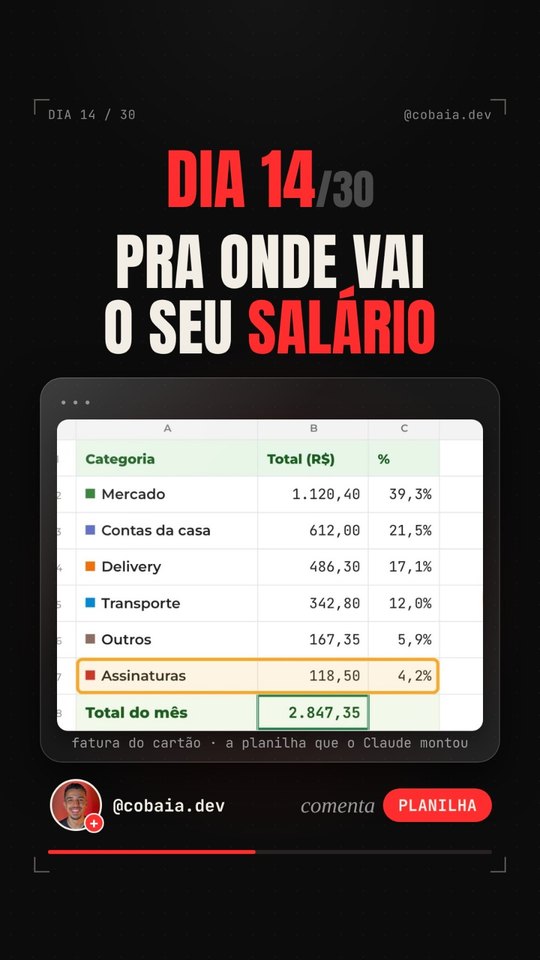 DIA 14 / 30
@cobaia.dev
DIA 14/30
PRA ONDE VAI
O SEU SALÁRIO
A B C
1 Categoria Total (R$) %
2 Mercado 1.120,40 39,3%
3 Contas da casa 612,00 21,5%
4 Delivery 486,30 17,1%
5 Transporte 342,80 12,0%
6 Outros 167,35 5,9%
7 Assinaturas 118,50 4,2%
8 Total do mês 2.847,35
fatura do cartão · a planilha que o Claude montou
@cobaia.dev
comenta PLANILHA